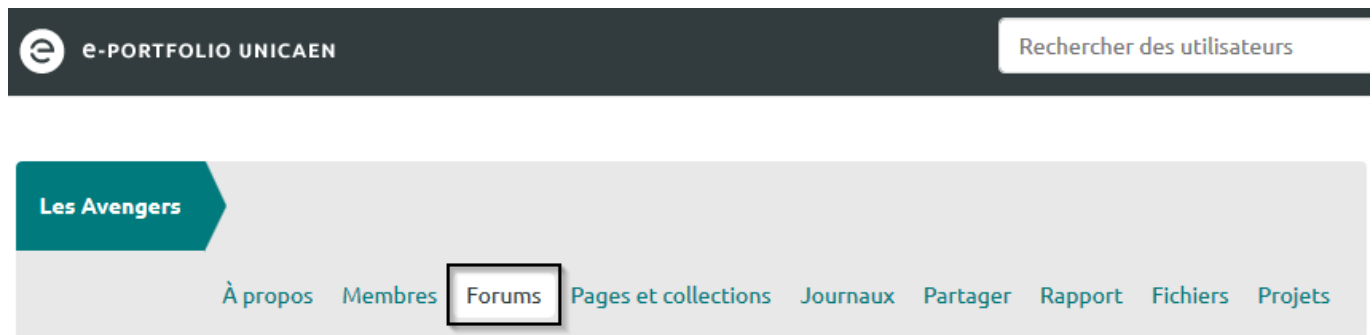 e-PORTFOLIO UNICAEN
Rechercher des utilisateurs
Les Avengers
À propos Membres Forums Pages et collections Journaux Partager Rapport Fichiers Projets